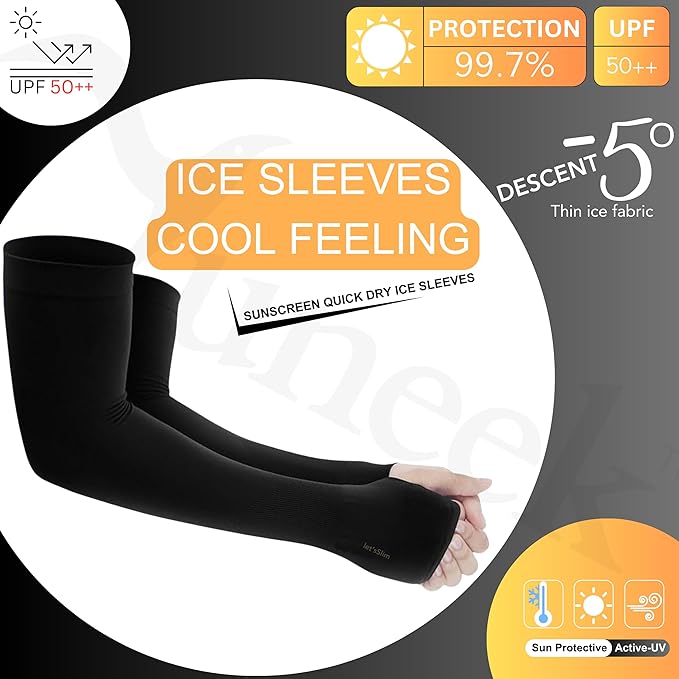 UPF 50++
PROTECTION
99.7%
UPF
50++
ICE SLEEVES
COOL FEELING
DESCENT -5°
Thin ice fabric
SUNSCREEN QUICK DRY ICE SLEEVES
let'sSlim
Sun Protective
Active-UV